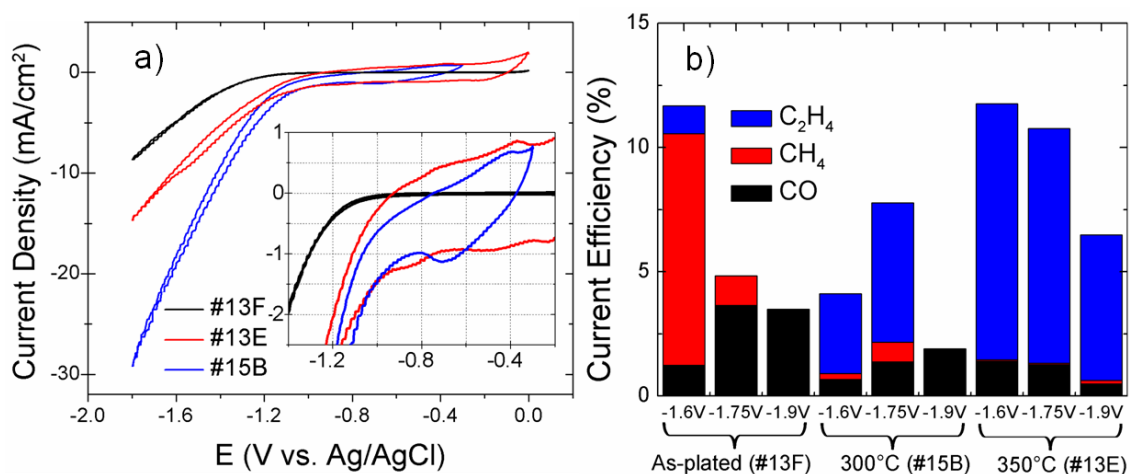 a)
Current Density (mA/cm²)
0
-10
-20
-30
-2.0 -1.6 -1.2 -0.8 -0.4 0.0
E (V vs. Ag/AgCl)
#13F
#13E
#15B
1
0
-1
-2
-1.2 -0.8 -0.4
b)
Current Efficiency (%)
15
10
5
0
C₂H₄
CH₄
CO
-1.6V -1.75V -1.9V -1.6V -1.75V -1.9V -1.6V -1.75V -1.9V
As-plated (#13F) 300°C (#15B) 350°C (#13E)